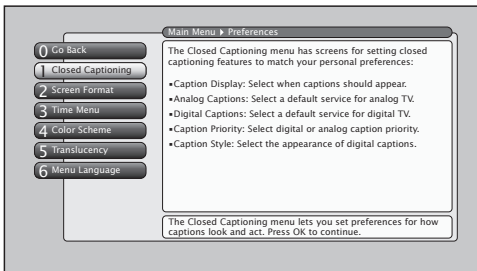 Main Menu ▸ Preferences
0 Go Back
1 Closed Captioning
2 Screen Format
3 Time Menu
4 Color Scheme
5 Translucency
6 Menu Language
The Closed Captioning menu has screens for setting closed
captioning features to match your personal preferences:
▪Caption Display: Select when captions should appear.
▪Analog Captions: Select a default service for analog TV.
▪Digital Captions: Select a default service for digital TV.
▪Caption Priority: Select digital or analog caption priority.
▪Caption Style: Select the appearance of digital captions.
The Closed Captioning menu lets you set preferences for how
captions look and act. Press OK to continue.